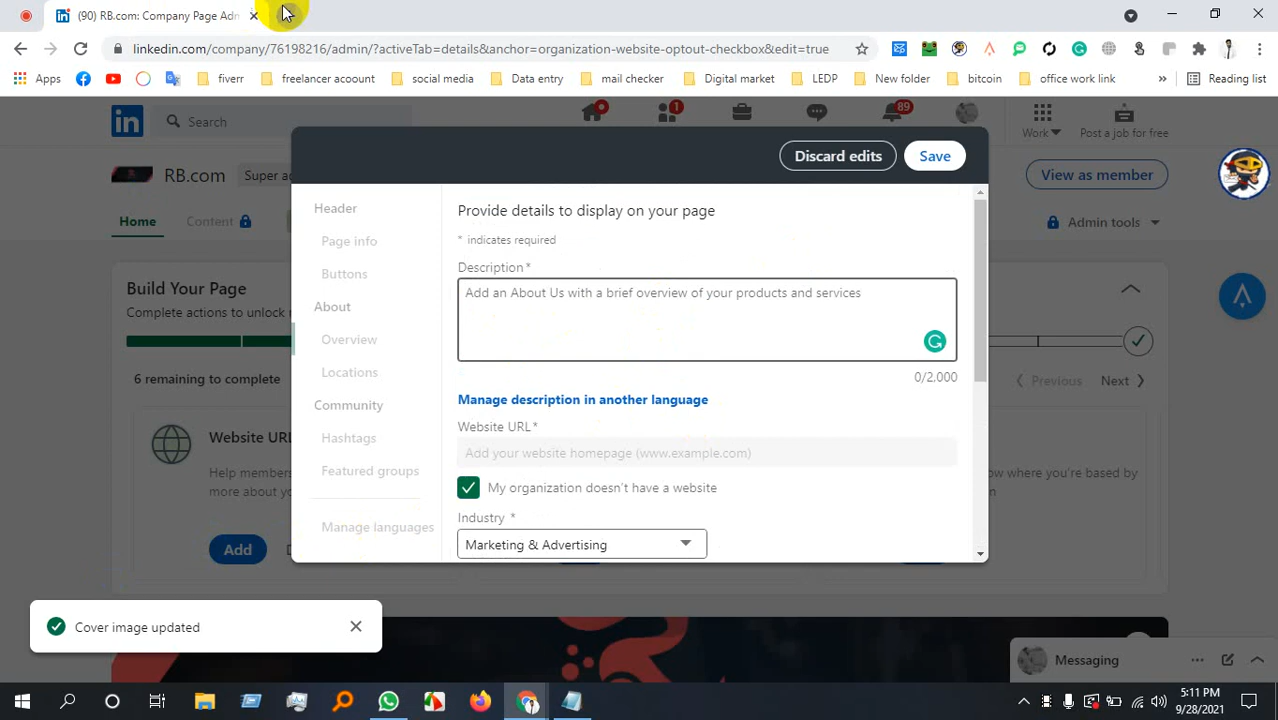 (90) RB.com: Company Page Adm
linkedin.com/company/76198216/admin/?activeTab=details&anchor=organization-website-optout-checkbox&edit=true
Apps
fiverr
freelancer acount
social media
Data entry
mail checker
Digital market
LEDP
New folder
bitcoin
office work link
»
Reading list
in
Search
1
89
Work
Post a job for free
RB.com
Super a
View as member
Home
Content
Admin tools
Discard edits
Save
Header
Page info
Buttons
About
Overview
Locations
Community
Hashtags
Featured groups
Manage languages
Provide details to display on your page
* indicates required
Description*
Add an About Us with a brief overview of your products and services
0/2,000
Manage description in another language
Website URL*
Add your website homepage (www.example.com)
My organization doesn't have a website
Industry *
Marketing & Advertising
Build Your Page
Complete actions to unlock
6 remaining to complete
Previous
Next
Website URL
Help members
more about yo
ow where you're based by
Add
Cover image updated
Messaging
5:11 PM
9/28/2021